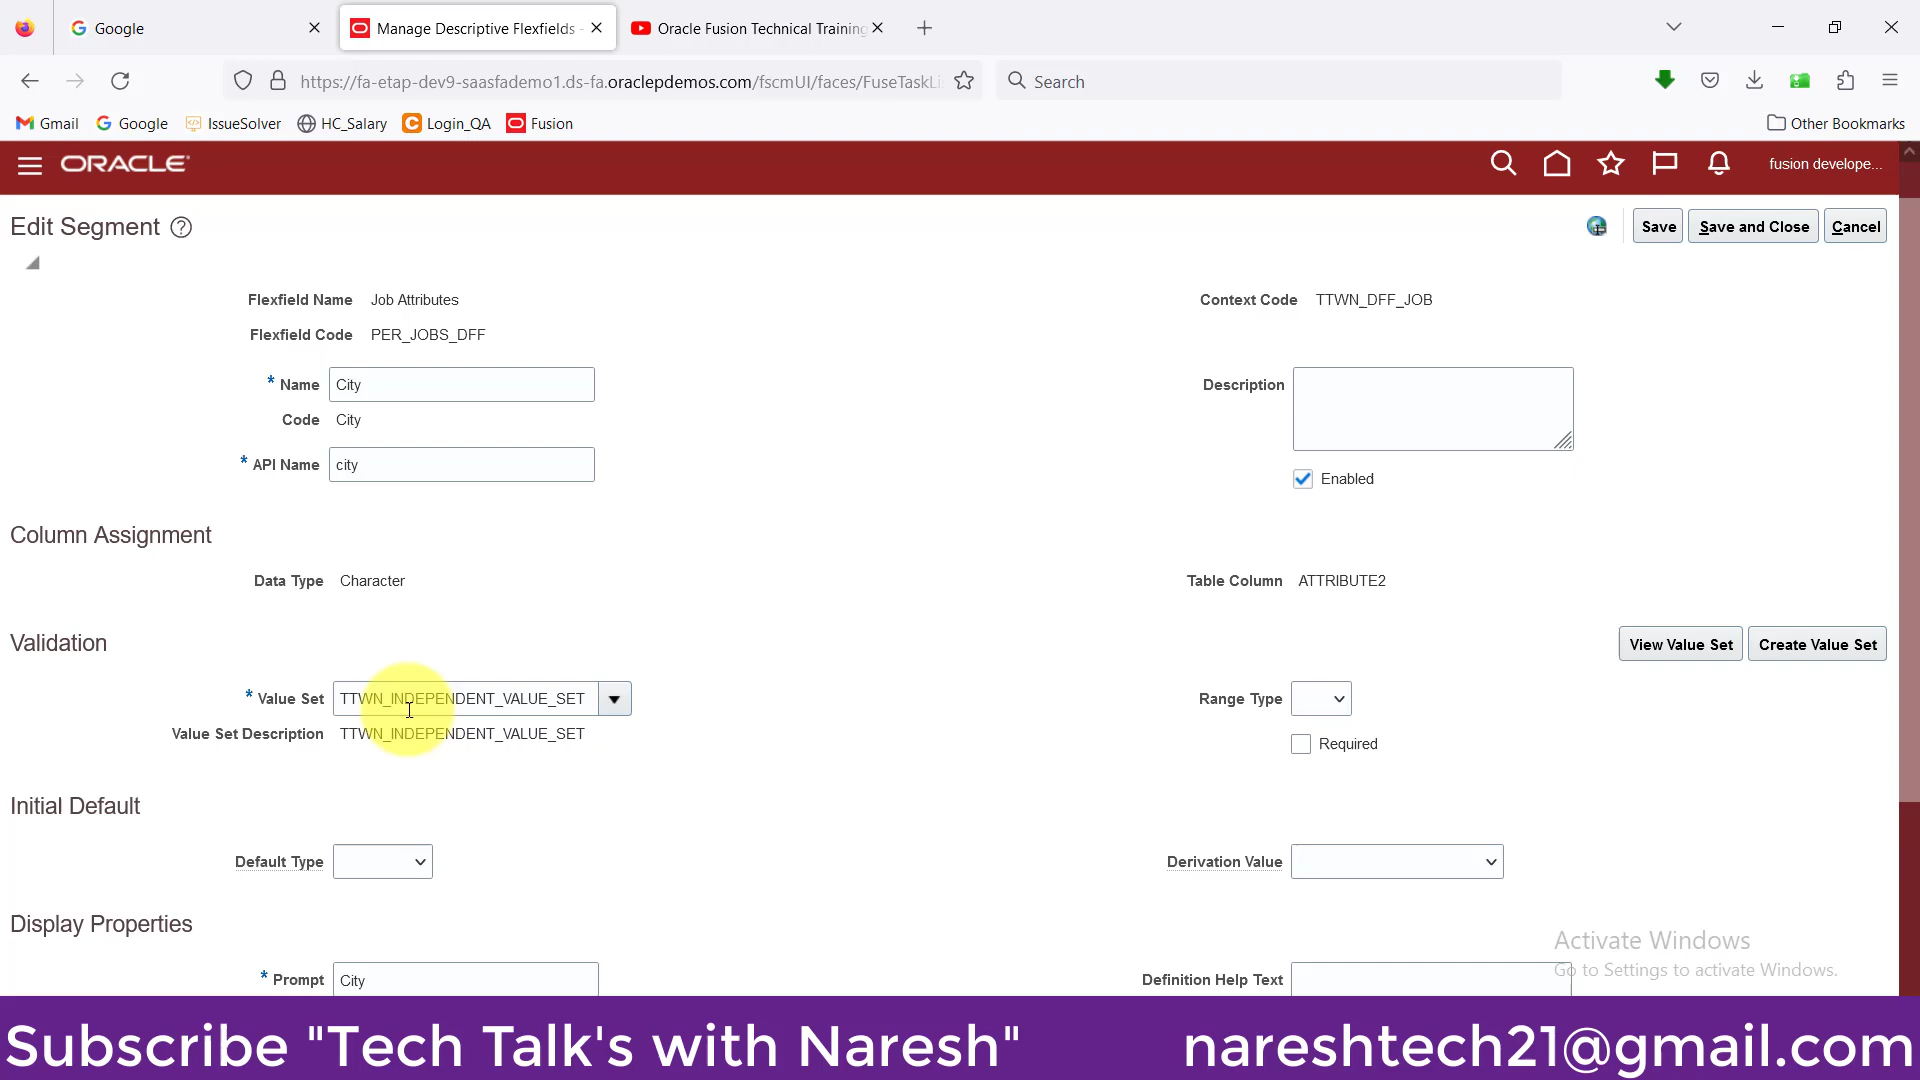 Google
Manage Descriptive Flexfields -
Oracle Fusion Technical Training
https://fa-etap-dev9-saasfademo1.ds-fa.oraclepdemos.com/fscmUI/faces/FuseTaskLi
Search
Gmail
Google
IssueSolver
HC_Salary
Login_QA
Fusion
Other Bookmarks
ORACLE
fusion develope...
Edit Segment
Save
Save and Close
Cancel
Flexfield Name Job Attributes
Context Code TTWN_DFF_JOB
Flexfield Code PER_JOBS_DFF
* Name City
Description
Code City
* API Name city
Enabled
Column Assignment
Data Type Character
Table Column ATTRIBUTE2
Validation
View Value Set
Create Value Set
* Value Set TTWN_INDEPENDENT_VALUE_SET
Range Type
Value Set Description TTWN_INDEPENDENT_VALUE_SET
Required
Initial Default
Default Type
Derivation Value
Display Properties
Activate Windows
Go to Settings to activate Windows.
* Prompt City
Definition Help Text
Subscribe "Tech Talk's with Naresh"
nareshtech21@gmail.com